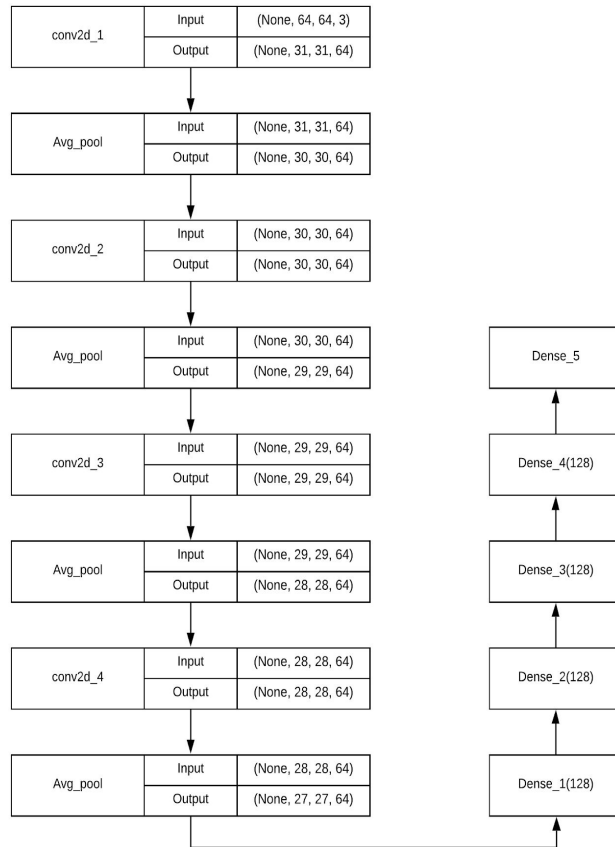 conv2d_1
Input
(None, 64, 64, 3)
Output
(None, 31, 31, 64)
Avg_pool
Input
(None, 31, 31, 64)
Output
(None, 30, 30, 64)
conv2d_2
Input
(None, 30, 30, 64)
Output
(None, 30, 30, 64)
Avg_pool
Input
(None, 30, 30, 64)
Output
(None, 29, 29, 64)
conv2d_3
Input
(None, 29, 29, 64)
Output
(None, 29, 29, 64)
Avg_pool
Input
(None, 29, 29, 64)
Output
(None, 28, 28, 64)
conv2d_4
Input
(None, 28, 28, 64)
Output
(None, 28, 28, 64)
Avg_pool
Input
(None, 28, 28, 64)
Output
(None, 27, 27, 64)
Dense_1(128)
Dense_2(128)
Dense_3(128)
Dense_4(128)
Dense_5